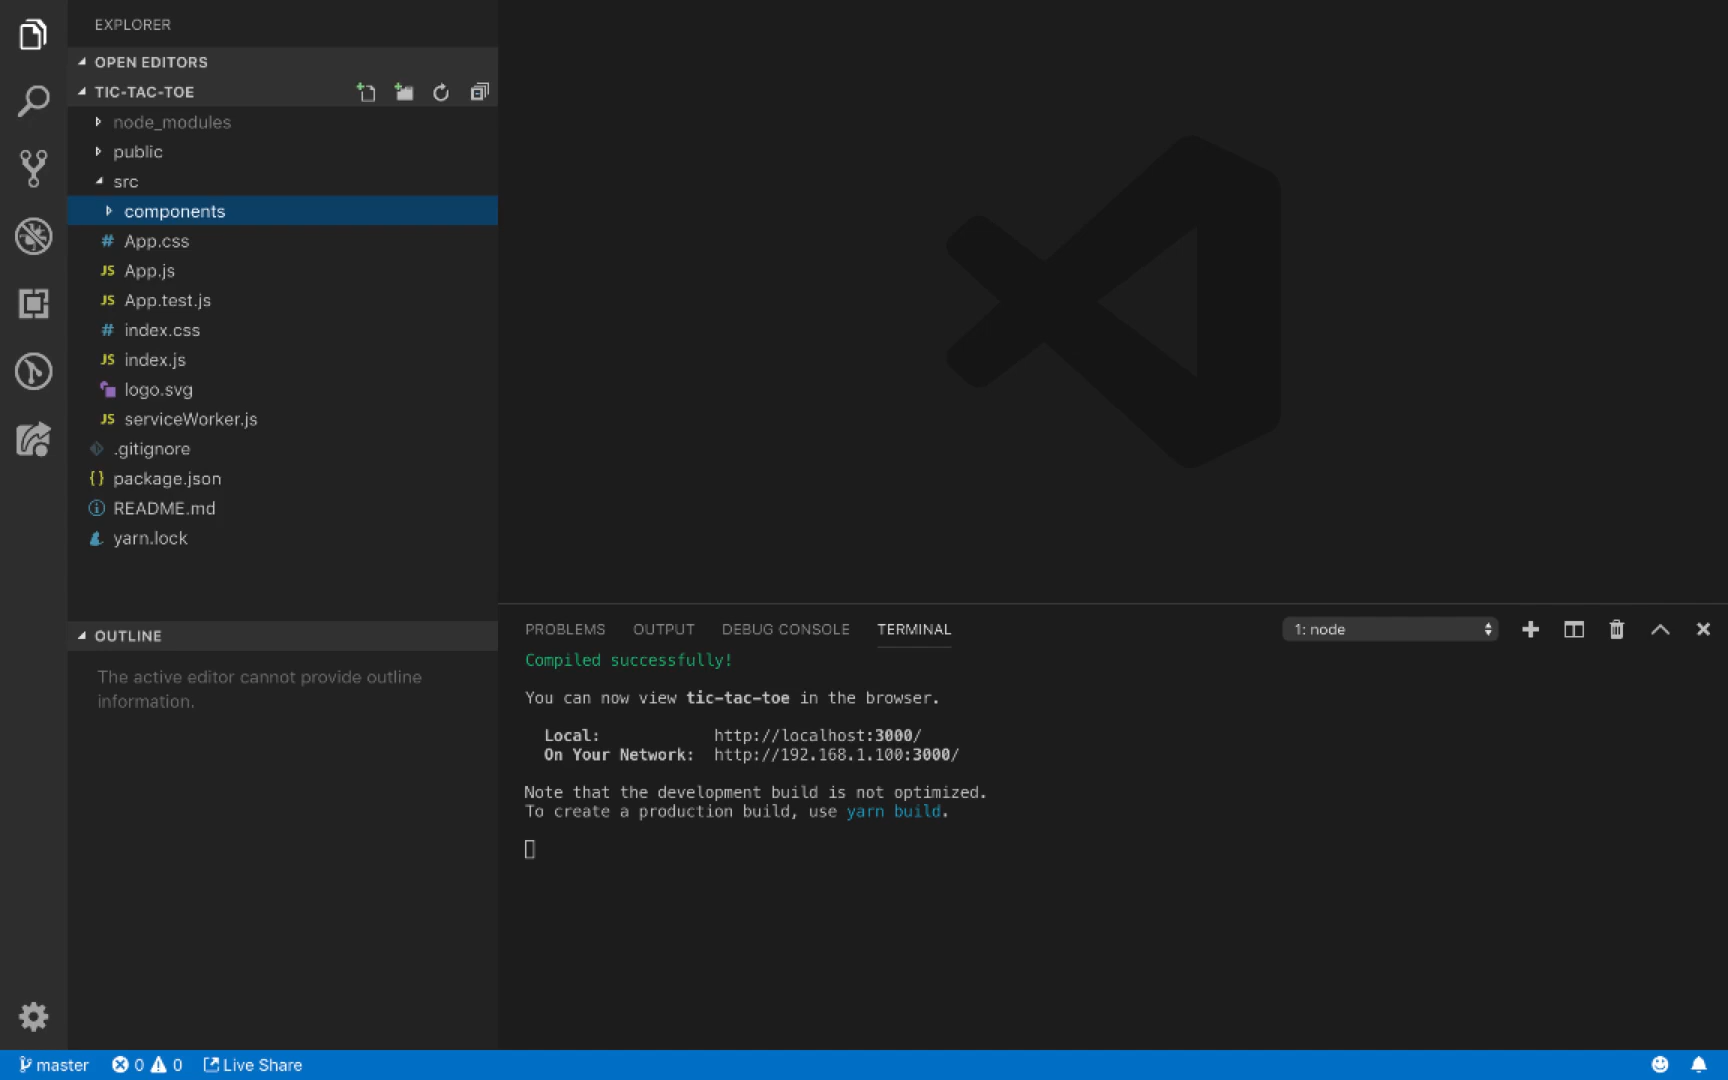 EXPLORER
OPEN EDITORS
TIC-TAC-TOE
node_modules
public
src
components
# App.css
JS App.js
JS App.test.js
# index.css
JS index.js
logo.svg
JS serviceWorker.js
.gitignore
{} package.json
README.md
yarn.lock
OUTLINE
The active editor cannot provide outline
information.
PROBLEMS OUTPUT DEBUG CONSOLE TERMINAL 1: node
Compiled successfully!
You can now view tic-tac-toe in the browser.
Local: http://localhost:3000/
On Your Network: http://192.168.1.100:3000/
Note that the development build is not optimized.
To create a production build, use yarn build.
master 0 0 Live Share